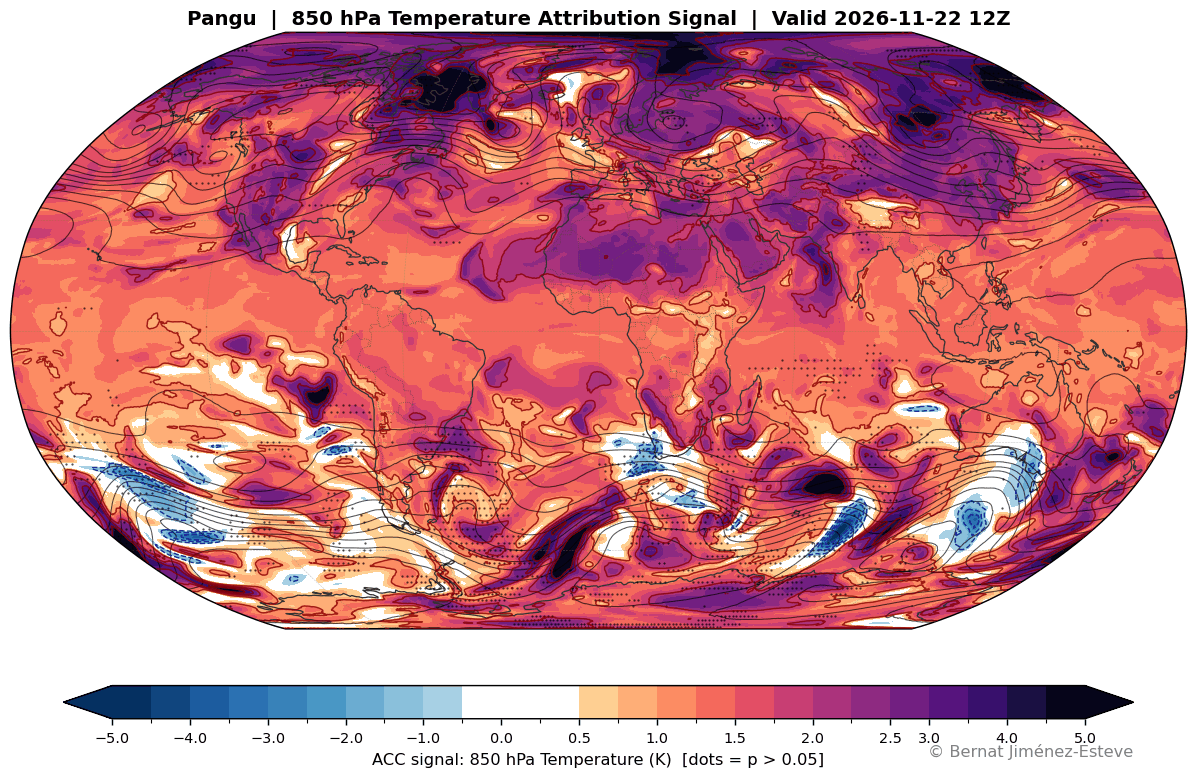 Pangu | 850 hPa Temperature Attribution Signal | Valid 2026-11-22 12Z
−5.0 −4.0 −3.0 −2.0 −1.0 0.0 0.5 1.0 1.5 2.0 2.5 3.0 4.0 5.0
ACC signal: 850 hPa Temperature (K) [dots = p > 0.05]
© Bernat Jiménez-Esteve